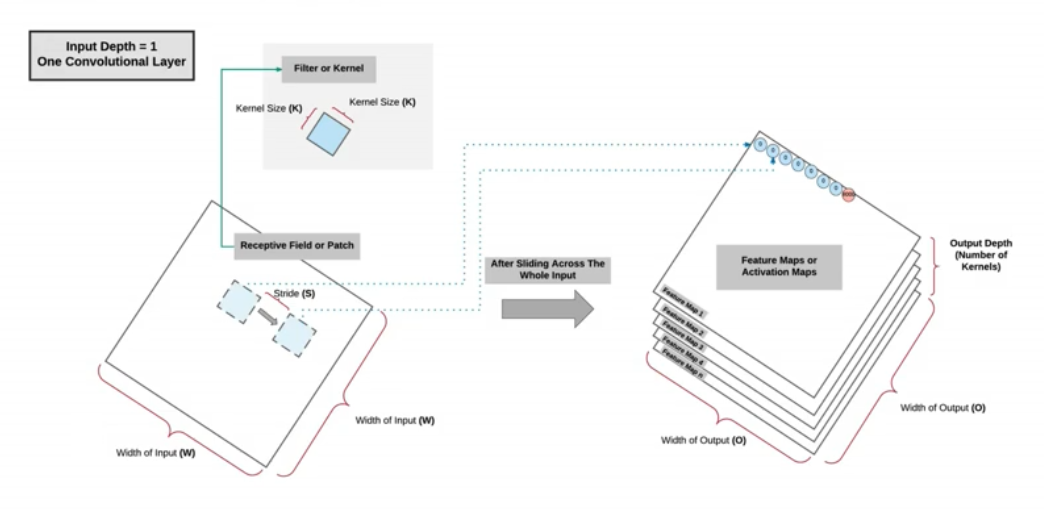 Input Depth = 1
One Convolutional Layer
Filter or Kernel
Kernel Size (K)
Kernel Size (K)
Receptive Field or Patch
Stride (S)
Width of Input (W)
Width of Input (W)
After Sliding Across The
Whole Input
Feature Maps or
Activation Maps
Output Depth
(Number of
Kernels)
Feature Map 1
Feature Map 2
Feature Map 3
Feature Map 4
Feature Map n
Width of Output (O)
Width of Output (O)